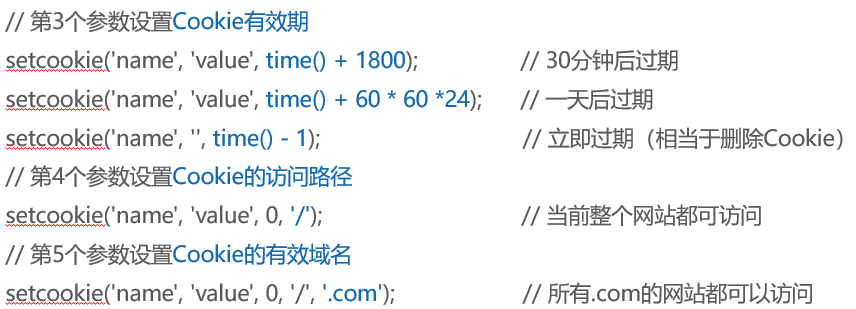 // 第3个参数设置Cookie有效期
setcookie('name', 'value', time() + 1800); // 30分钟后过期
setcookie('name', 'value', time() + 60 * 60 *24); // 一天后过期
setcookie('name', '', time() - 1); // 立即过期（相当于删除Cookie）
// 第4个参数设置Cookie的访问路径
setcookie('name', 'value', 0, '/'); // 当前整个网站都可访问
// 第5个参数设置Cookie的有效域名
setcookie('name', 'value', 0, '/', '.com'); // 所有.com的网站都可以访问